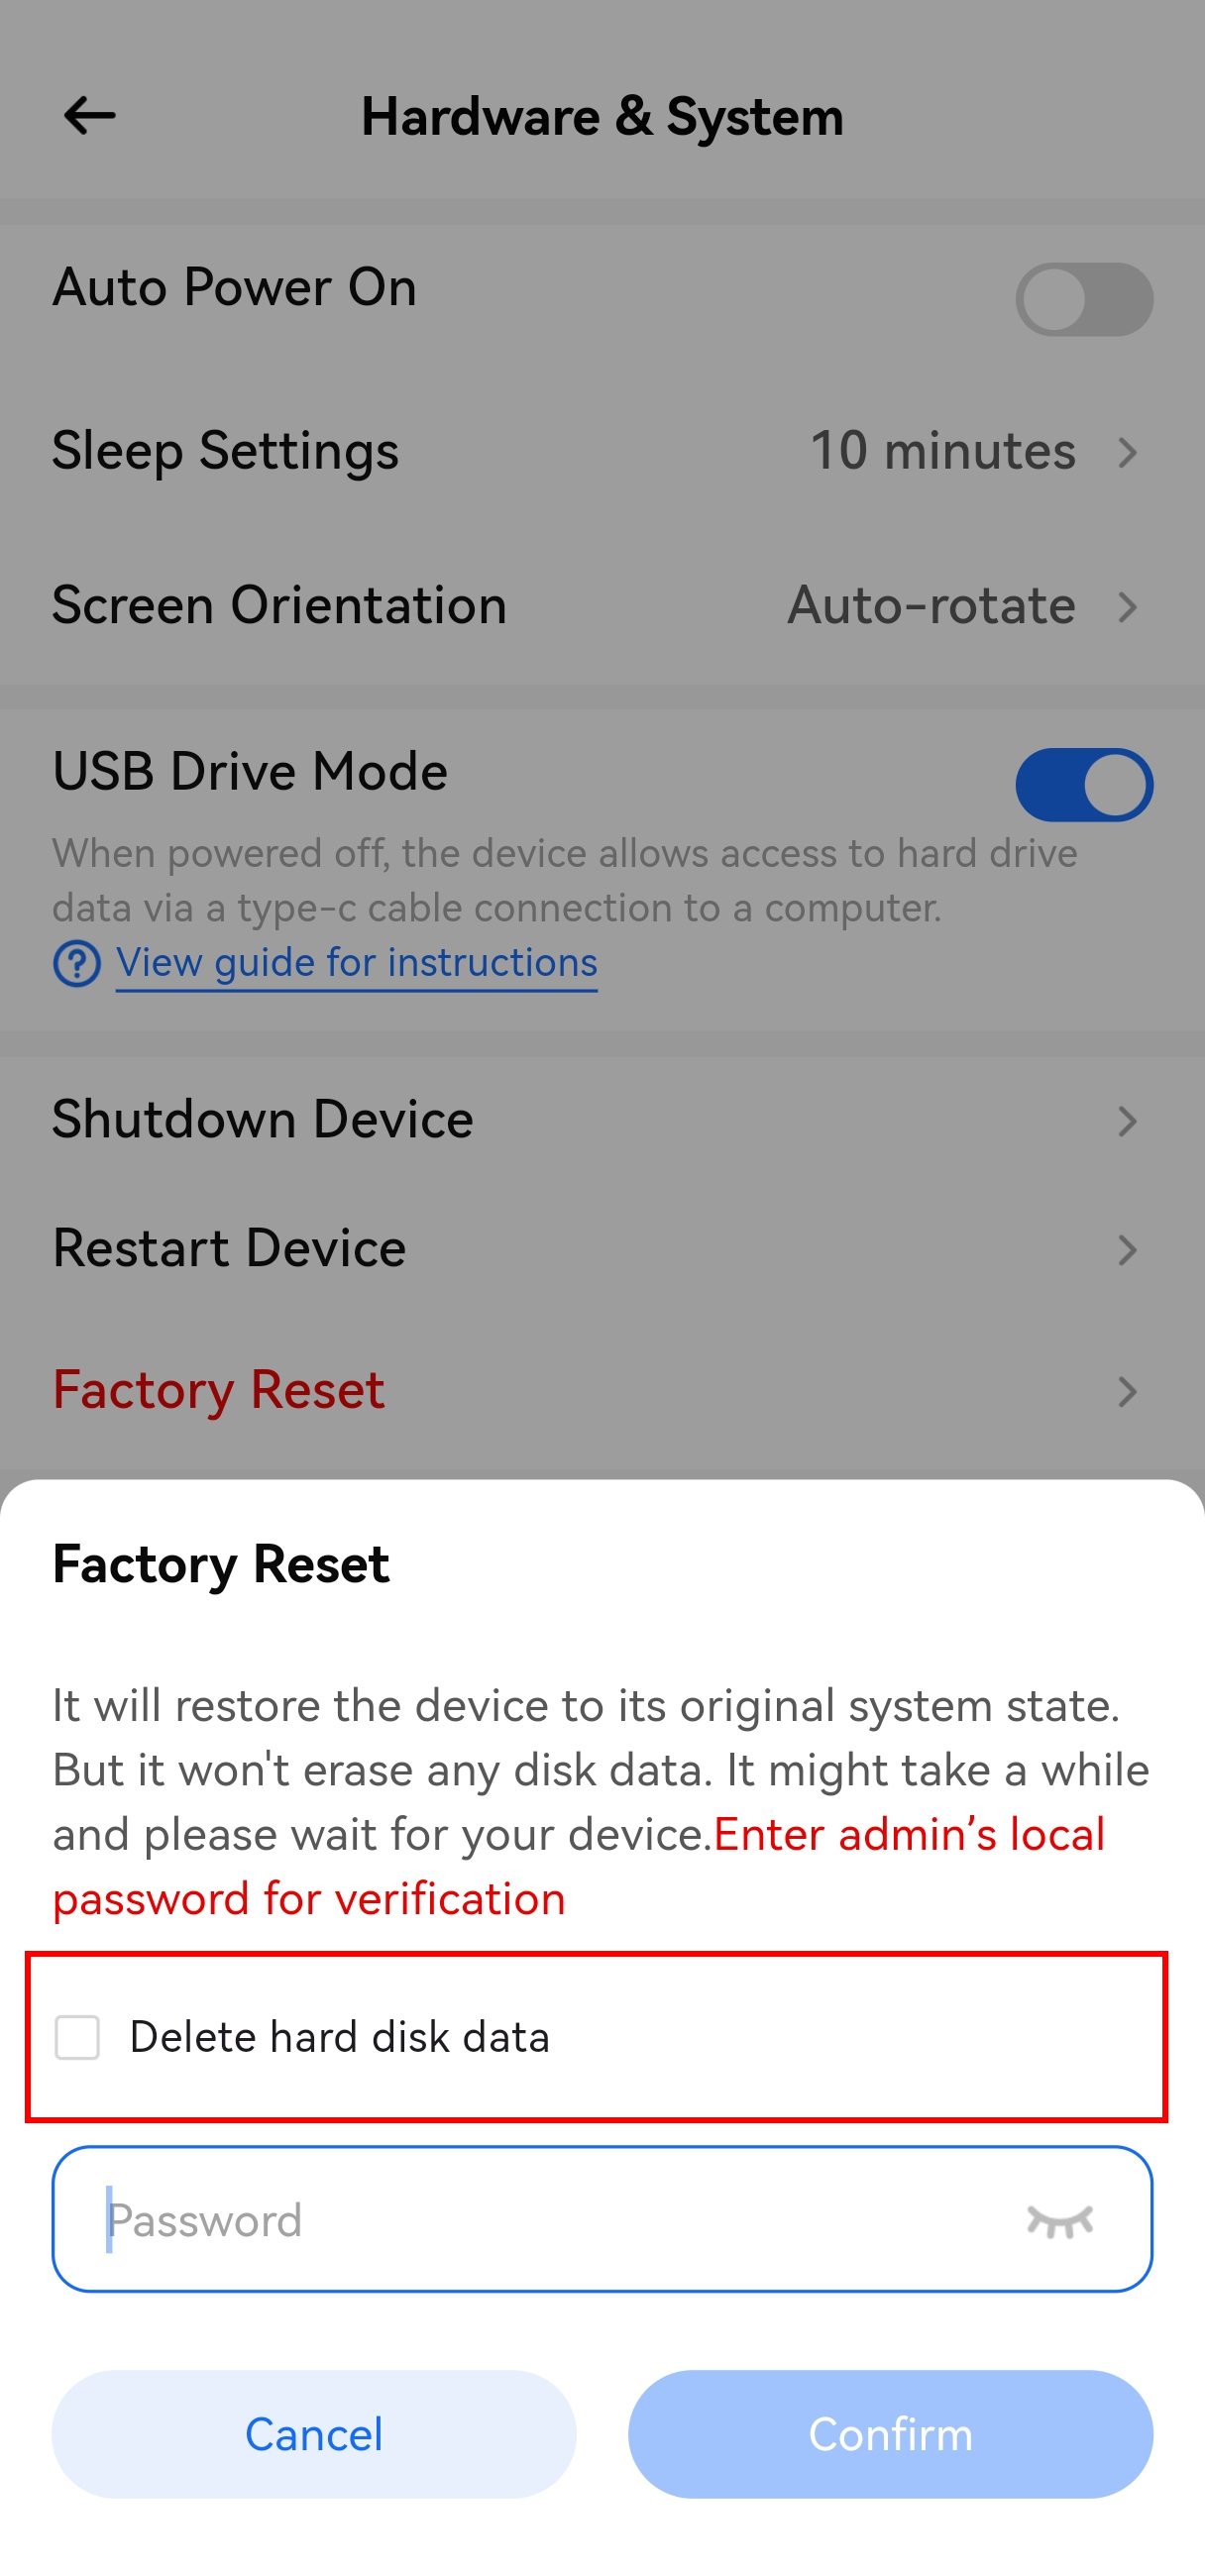 Hardware & System
Auto Power On
Sleep Settings 10 minutes
Screen Orientation Auto-rotate
USB Drive Mode
When powered off, the device allows access to hard drive
data via a type-c cable connection to a computer.
View guide for instructions
Shutdown Device
Restart Device
Factory Reset
Factory Reset
It will restore the device to its original system state.
But it won't erase any disk data. It might take a while
and please wait for your device.Enter admin’s local
password for verification
Delete hard disk data
Password
Cancel Confirm